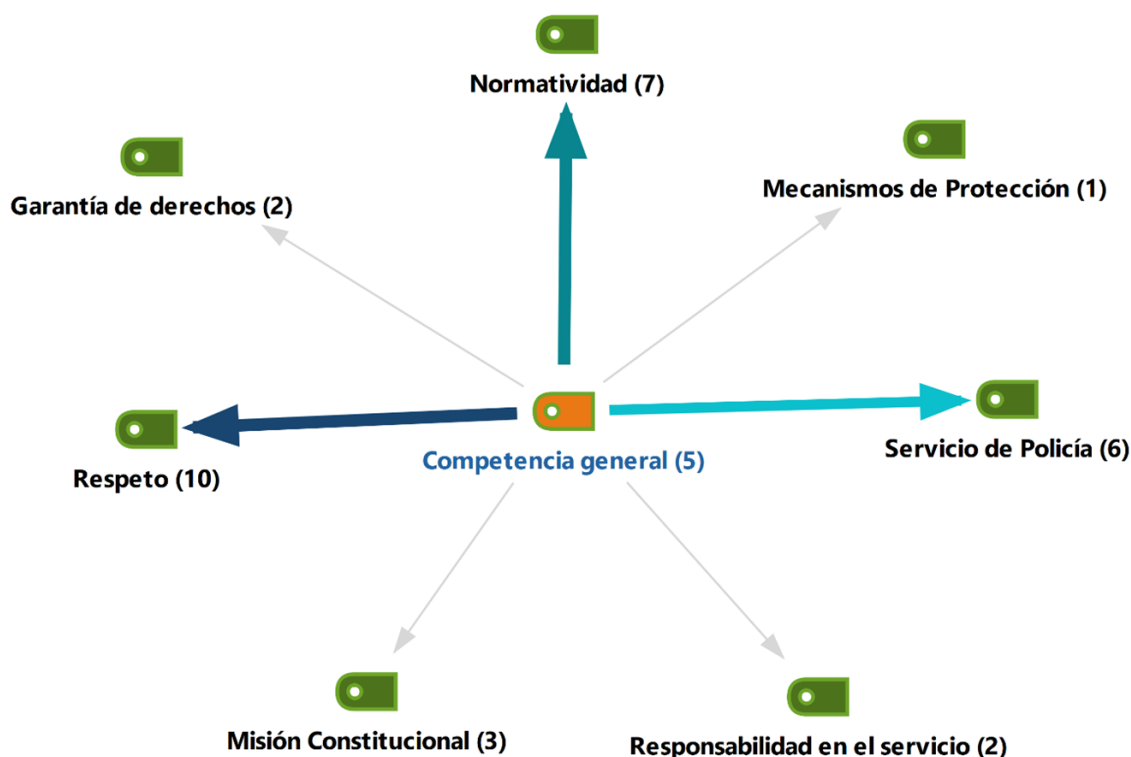 Normatividad (7)
Mecanismos de Protección (1)
Garantía de derechos (2)
Servicio de Policía (6)
Competencia general (5)
Respeto (10)
Misión Constitucional (3)
Responsabilidad en el servicio (2)